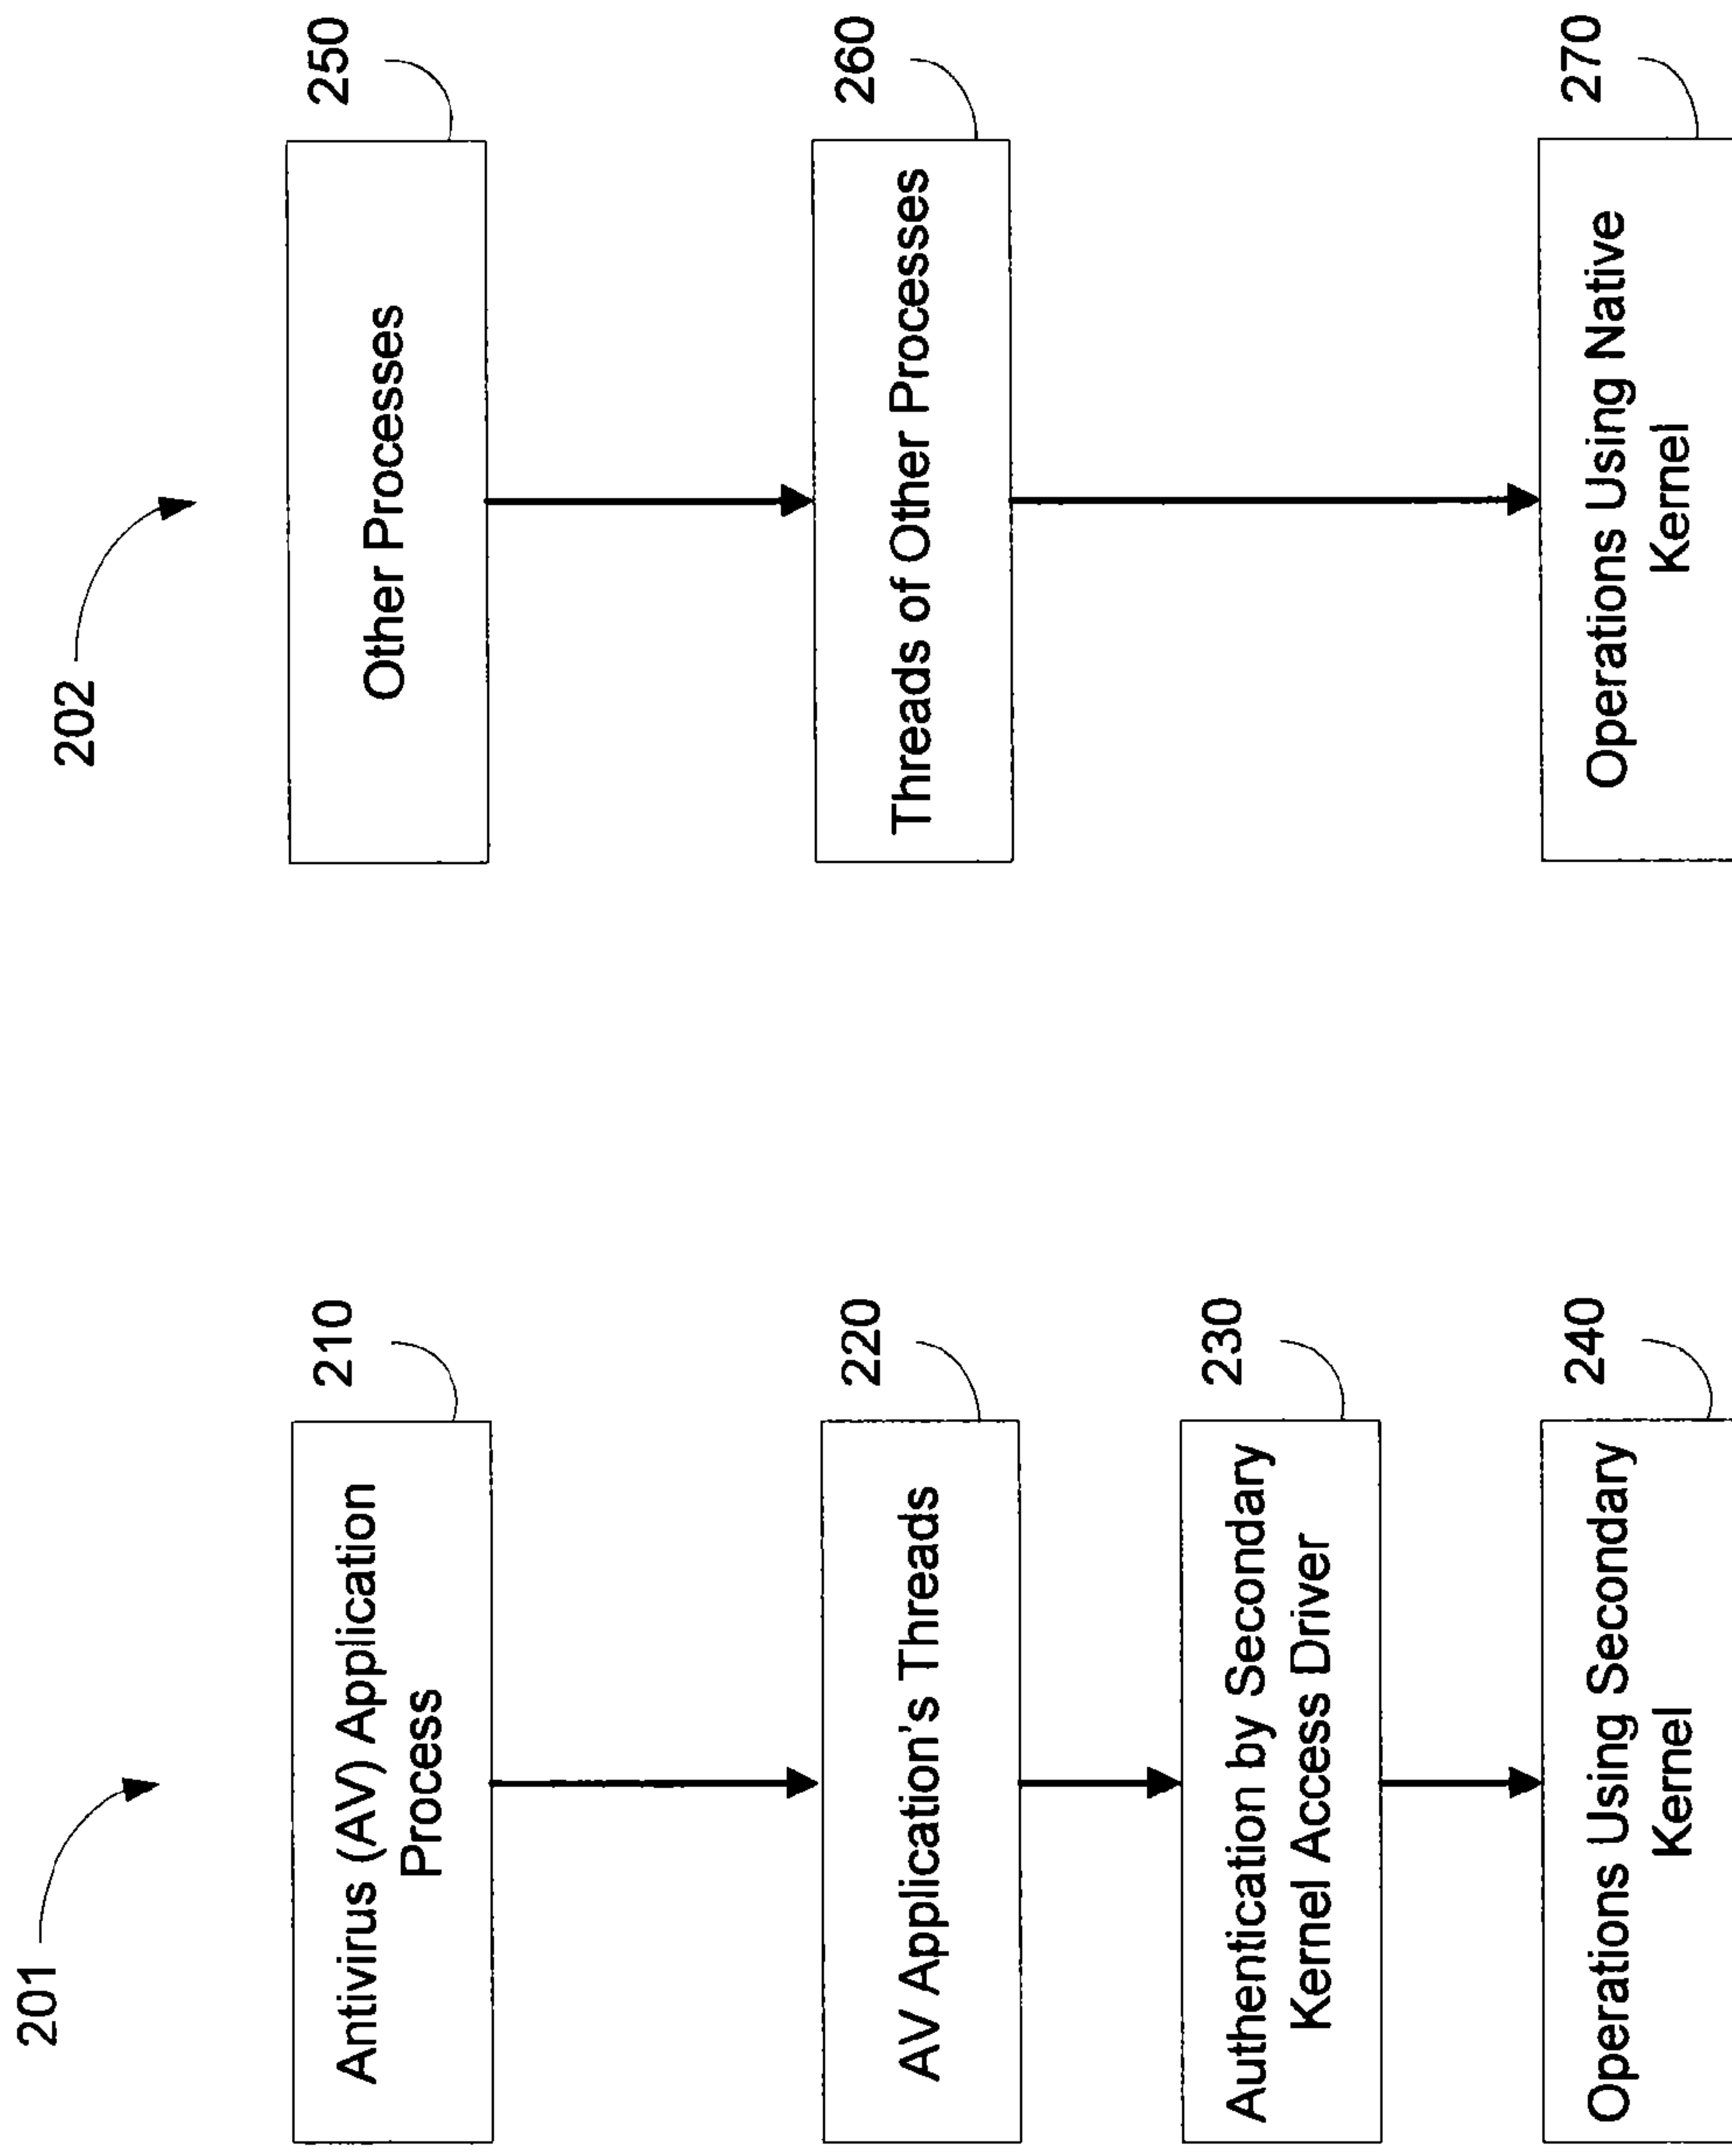 201
Antivirus (AV) Application
Process
210
AV Application's Threads
220
Authentication by Secondary
Kernel Access Driver
230
Operations Using Secondary
Kernel
240
202
Other Processes
250
Threads of Other Processes
260
Operations Using Native
Kernel
270